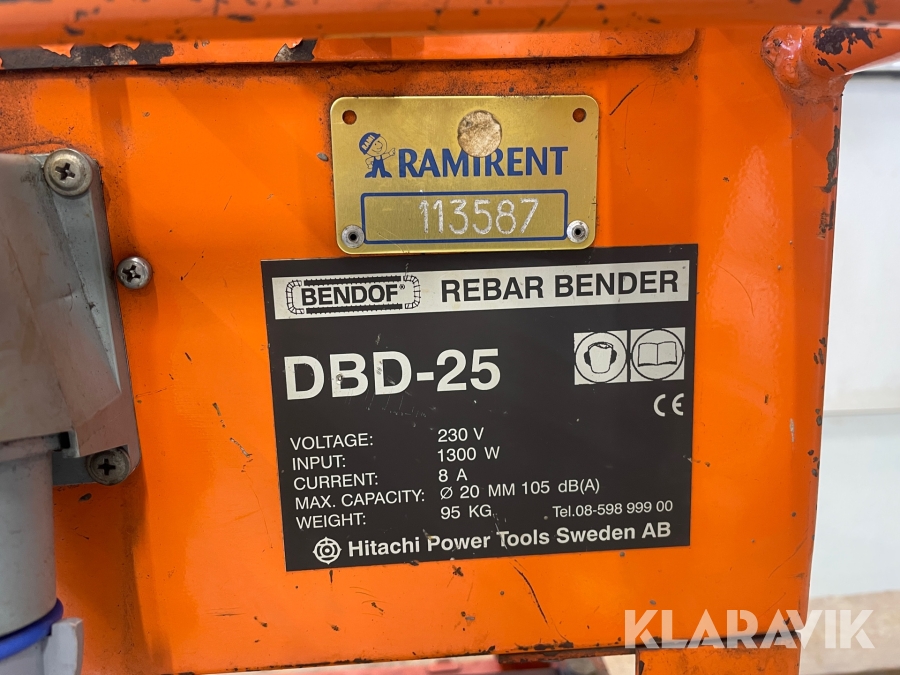 RAMIRENT
113587
BENDOF® REBAR BENDER
DBD-25
CE
VOLTAGE: 230 V
INPUT: 1300 W
CURRENT: 8 A
MAX. CAPACITY: Ø 20 MM 105 dB(A)
WEIGHT: 95 KG Tel.08-598 999 00
Hitachi Power Tools Sweden AB
KLARAVIK